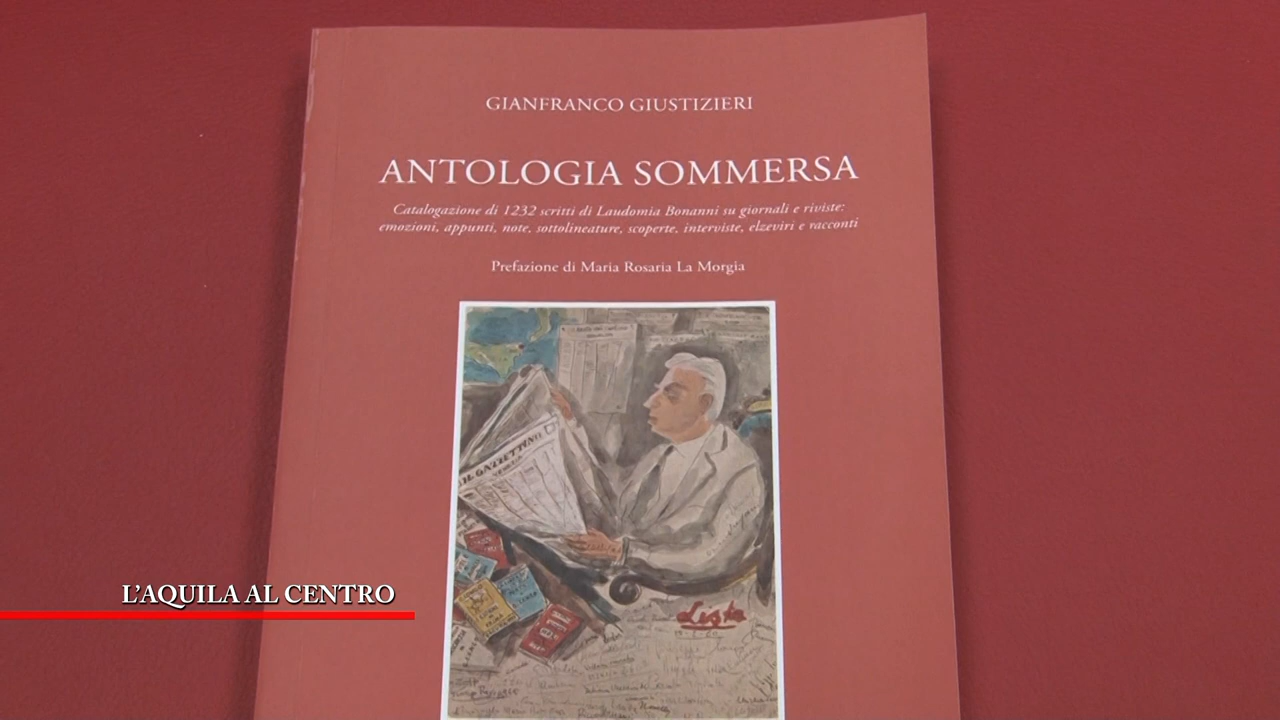 GIANFRANCO GIUSTIZIERI
ANTOLOGIA SOMMERSA
Catalogazione di 1232 scritti di Laudomia Bonanni su giornali e riviste:
emozioni, appunti, note, sottolineature, scoperte, interviste, elzeviri e racconti
Prefazione di Maria Rosaria La Morgia
IL GAZZETTINO
VENEZIA
Lista
L'AQUILA AL CENTRO